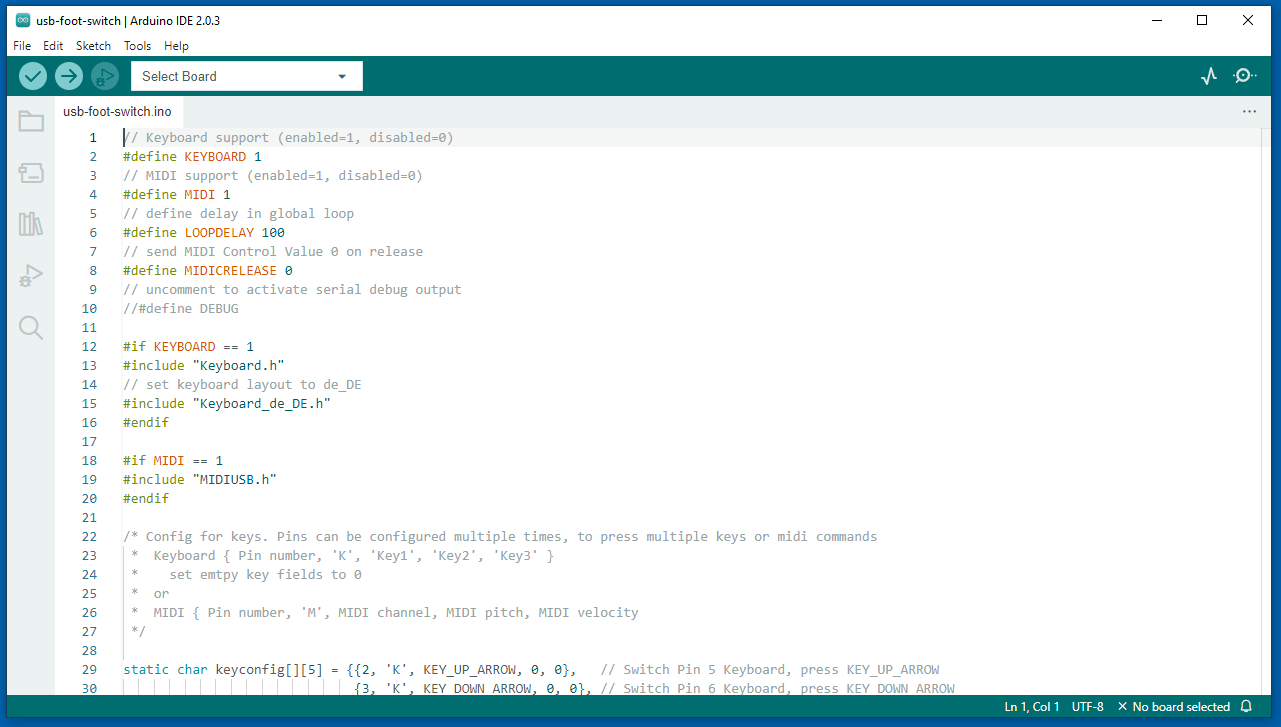 usb-foot-switch | Arduino IDE 2.0.3
File Edit Sketch Tools Help
Select Board
usb-foot-switch.ino
1 // Keyboard support (enabled=1, disabled=0)
2 #define KEYBOARD 1
3 // MIDI support (enabled=1, disabled=0)
4 #define MIDI 1
5 // define delay in global loop
6 #define LOOPDELAY 100
7 // send MIDI Control Value 0 on release
8 #define MIDICRELEASE 0
9 // uncomment to activate serial debug output
10 //#define DEBUG
11
12 #if KEYBOARD == 1
13 #include "Keyboard.h"
14 // set keyboard layout to de_DE
15 #include "Keyboard_de_DE.h"
16 #endif
17
18 #if MIDI == 1
19 #include "MIDIUSB.h"
20 #endif
21
22 /* Config for keys. Pins can be configured multiple times, to press multiple keys or midi commands
23  *  Keyboard { Pin number, 'K', 'Key1', 'Key2', 'Key3' }
24  *    set emtpy key fields to 0
25  *  or
26  *  MIDI { Pin number, 'M', MIDI channel, MIDI pitch, MIDI velocity
27  */
28
29 static char keyconfig[][5] = {{2, 'K', KEY_UP_ARROW, 0, 0},   // Switch Pin 5 Keyboard, press KEY_UP_ARROW
30 {3, 'K', KEY_DOWN_ARROW, 0, 0}, // Switch Pin 6 Keyboard, press KEY_DOWN_ARROW
Ln 1, Col 1 UTF-8 No board selected